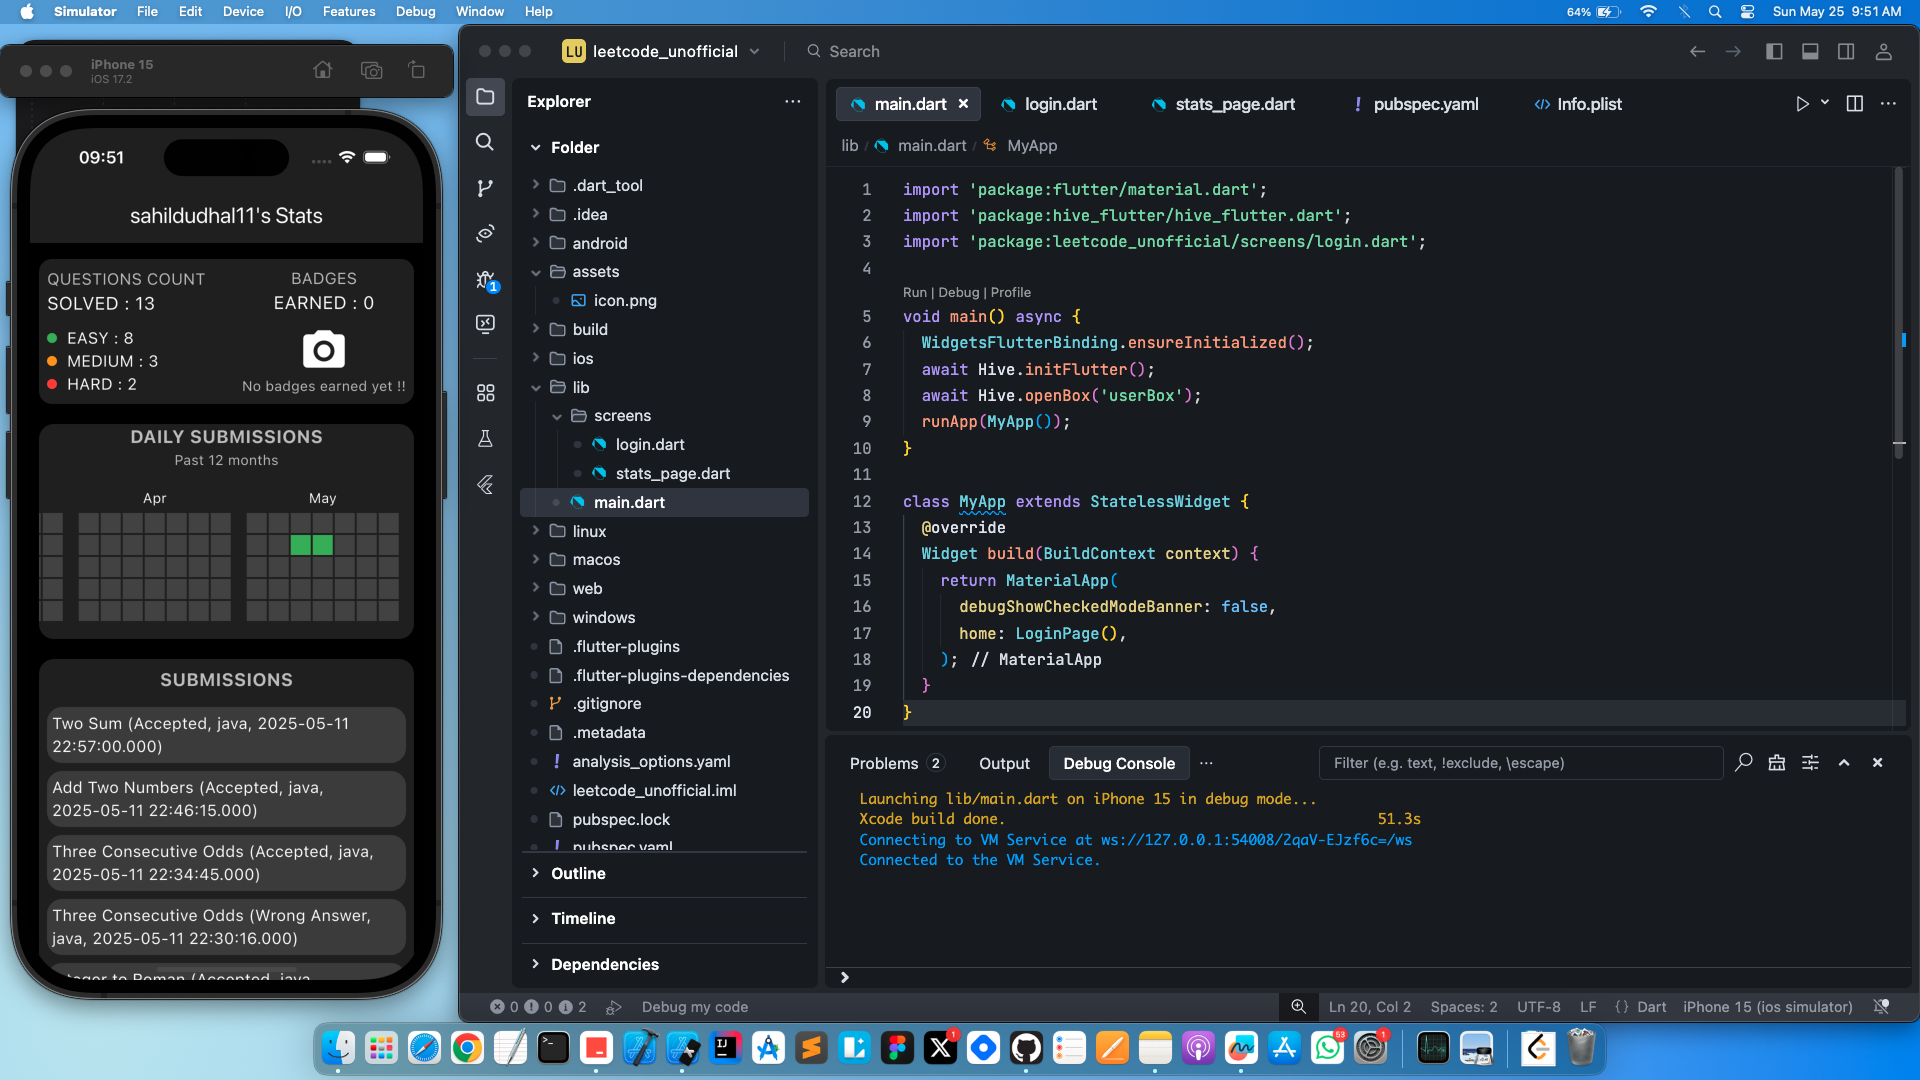 Simulator File Edit Device I/O Features Debug Window Help
64% Sun May 25 9:51 AM
iPhone 15
iOS 17.2
09:51
sahildudhal11's Stats
QUESTIONS COUNT
SOLVED : 13
EASY : 8
MEDIUM : 3
HARD : 2
BADGES
EARNED : 0
No badges earned yet !!
DAILY SUBMISSIONS
Past 12 months
Apr May
SUBMISSIONS
Two Sum (Accepted, java, 2025-05-11
22:57:00.000)
Add Two Numbers (Accepted, java,
2025-05-11 22:46:15.000)
Three Consecutive Odds (Accepted, java,
2025-05-11 22:34:45.000)
Three Consecutive Odds (Wrong Answer,
java, 2025-05-11 22:30:16.000)
to Roman (Accepted, java,
LU leetcode_unofficial
Search
1
Explorer
Folder
.dart_tool
.idea
android
assets
icon.png
build
ios
lib
screens
login.dart
stats_page.dart
main.dart
linux
macos
web
windows
.flutter-plugins
.flutter-plugins-dependencies
.gitignore
.metadata
analysis_options.yaml
leetcode_unofficial.iml
pubspec.lock
pubspec.yaml
Outline
Timeline
Dependencies
main.dart login.dart stats_page.dart ! pubspec.yaml Info.plist
lib / main.dart / MyApp
1 import 'package:flutter/material.dart';
2 import 'package:hive_flutter/hive_flutter.dart';
3 import 'package:leetcode_unofficial/screens/login.dart';
4
Run | Debug | Profile
5 void main() async {
6 WidgetsFlutterBinding.ensureInitialized();
7 await Hive.initFlutter();
8 await Hive.openBox('userBox');
9 runApp(MyApp());
10 }
11
12 class MyApp extends StatelessWidget {
13 @override
14 Widget build(BuildContext context) {
15 return MaterialApp(
16 debugShowCheckedModeBanner: false,
17 home: LoginPage(),
18 ); // MaterialApp
19 }
20 }
Problems 2 Output Debug Console
Filter (e.g. text, !exclude, \escape)
Launching lib/main.dart on iPhone 15 in debug mode...
Xcode build done. 51.3s
Connecting to VM Service at ws://127.0.0.1:54008/2qaV-EJzf6c=/ws
Connected to the VM Service.
0 0 2 Debug my code
Ln 20, Col 2 Spaces: 2 UTF-8 LF {} Dart iPhone 15 (ios simulator)
IJ
1
63
1